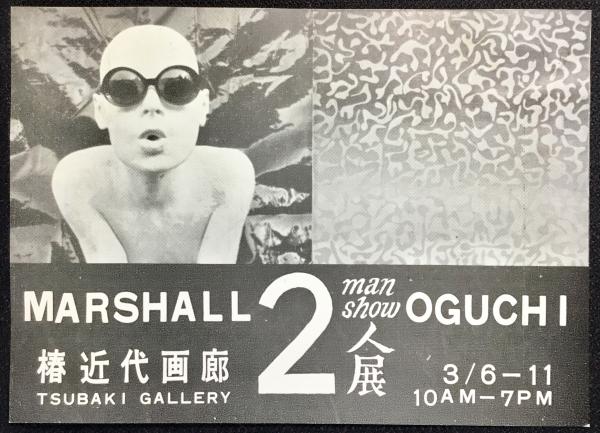 MARSHALL 2 man show OGUCHI
人展
椿近代画廊
TSUBAKI GALLERY
3/6-11
10AM-7PM